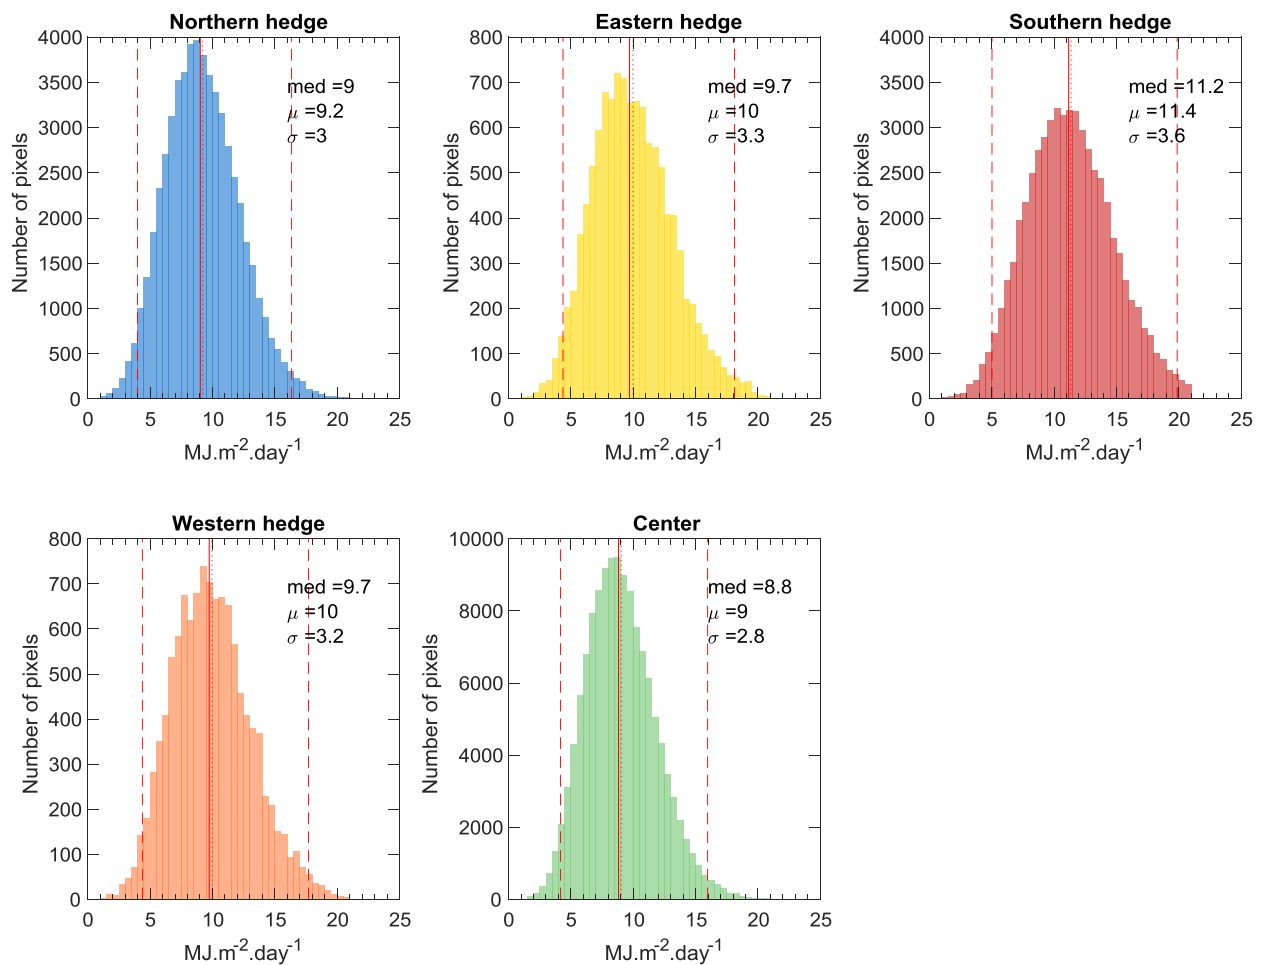 Northern hedge
4000
3500
3000
2500
2000
1500
1000
500
0
Number of pixels
med =9
μ =9.2
σ =3
0 5 10 15 20 25
MJ.m-2.day-1
Eastern hedge
800
700
600
500
400
300
200
100
0
Number of pixels
med =9.7
μ =10
σ =3.3
0 5 10 15 20 25
MJ.m-2.day-1
Southern hedge
4000
3500
3000
2500
2000
1500
1000
500
0
Number of pixels
med =11.2
μ =11.4
σ =3.6
0 5 10 15 20 25
MJ.m-2.day-1
Western hedge
800
700
600
500
400
300
200
100
0
Number of pixels
med =9.7
μ =10
σ =3.2
0 5 10 15 20 25
MJ.m-2.day-1
Center
10000
8000
6000
4000
2000
0
Number of pixels
med =8.8
μ =9
σ =2.8
0 5 10 15 20 25
MJ.m-2.day-1